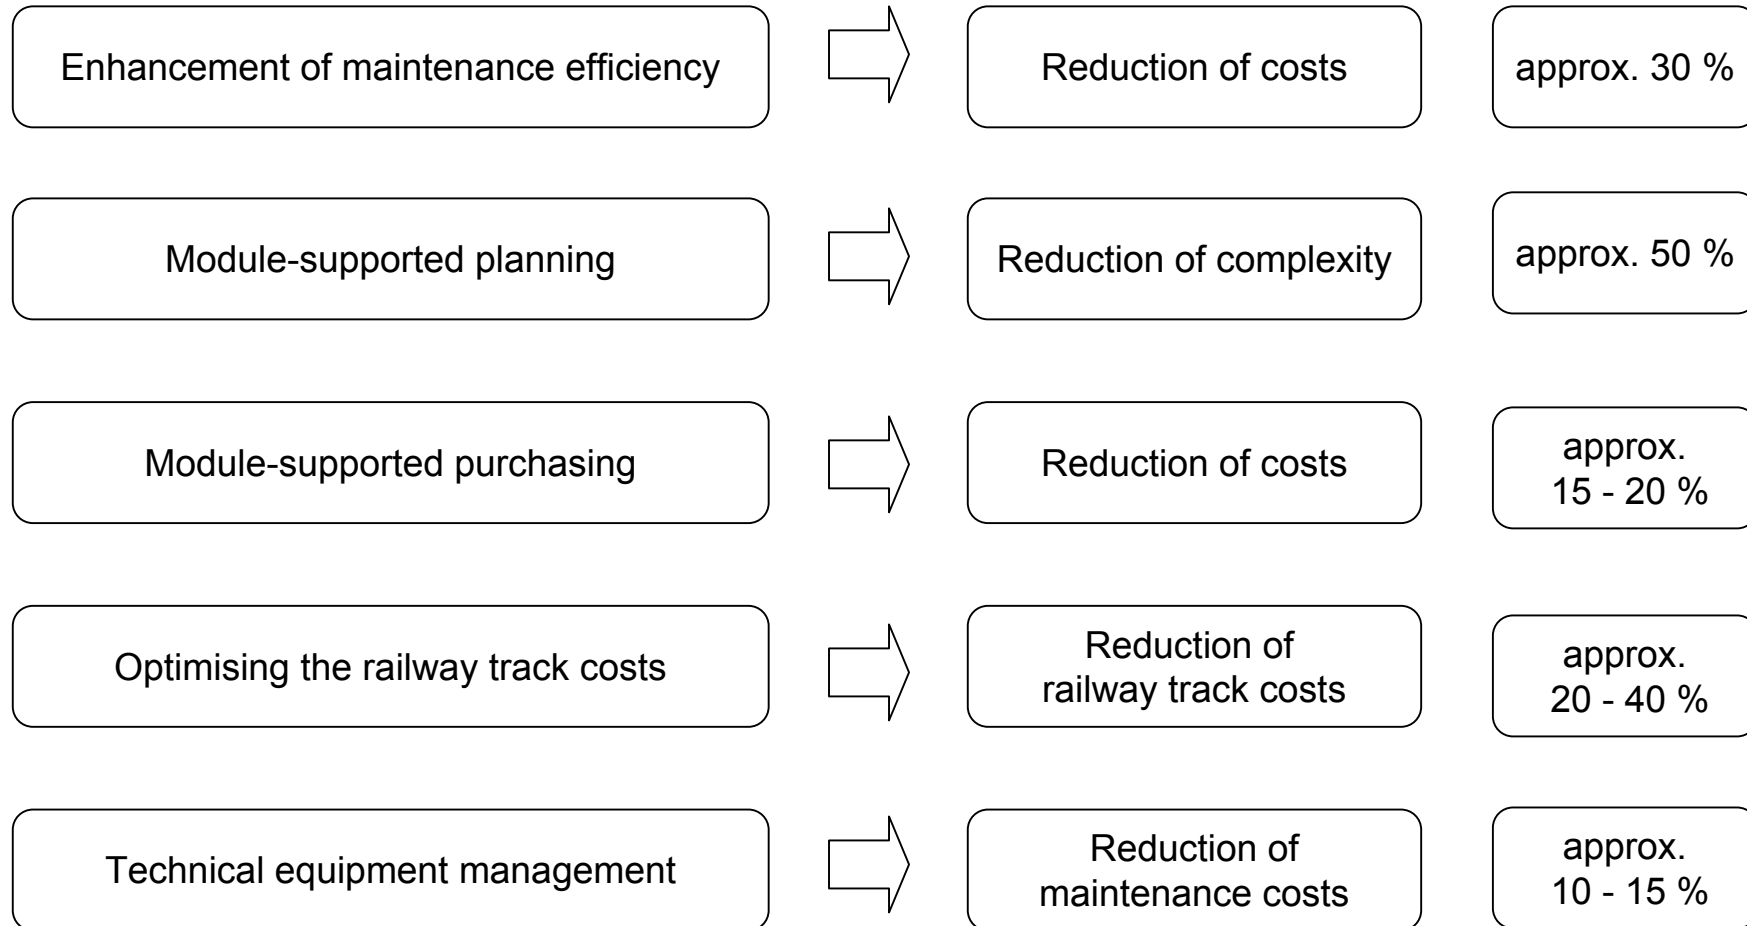 Enhancement of maintenance efficiency
Reduction of costs
approx. 30 %
Module-supported planning
Reduction of complexity
approx. 50 %
Module-supported purchasing
Reduction of costs
approx.
15 - 20 %
Optimising the railway track costs
Reduction of
railway track costs
approx.
20 - 40 %
Technical equipment management
Reduction of
maintenance costs
approx.
10 - 15 %